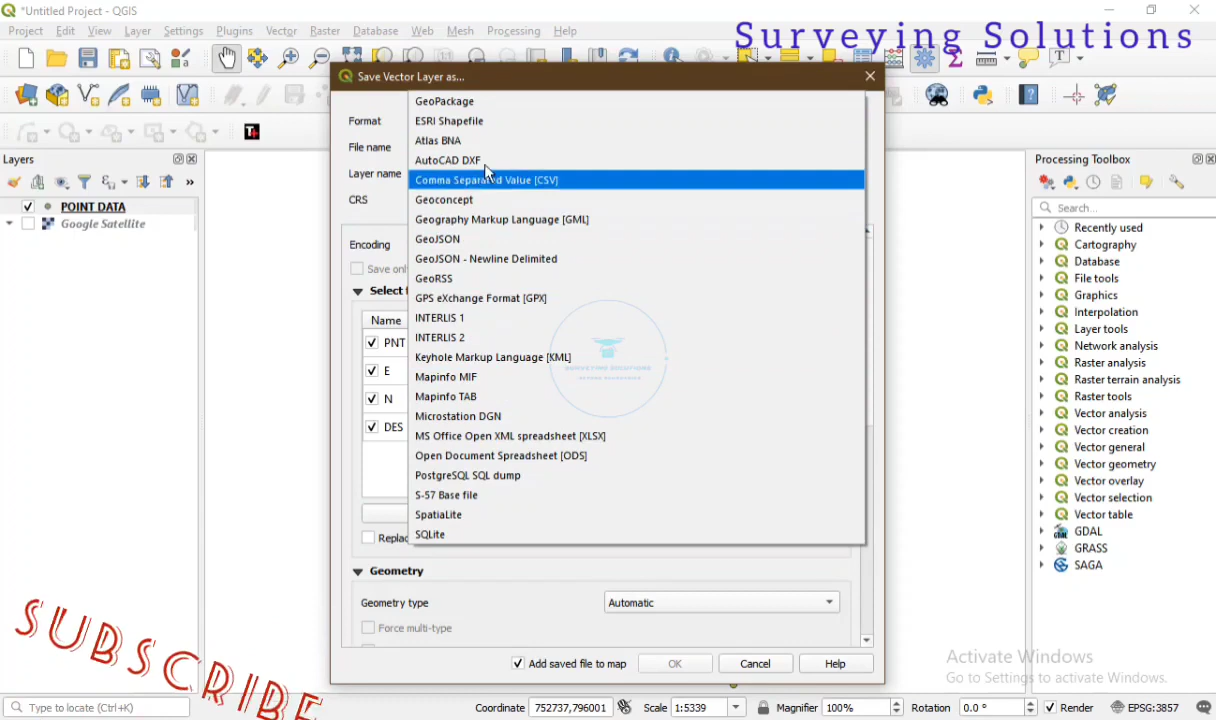 *Untitled Project - QGIS
Project Edit View Layer Settings Plugins Vector Raster Database Web Mesh Processing Help
Surveying Solutions
Save Vector Layer as...
Format
File name
Layer name
CRS
Encoding
Save only
Select f
Name
PNT
E
N
DES
Replac
GeoPackage
ESRI Shapefile
Atlas BNA
AutoCAD DXF
Comma Separated Value [CSV]
Geoconcept
Geography Markup Language [GML]
GeoJSON
GeoJSON - Newline Delimited
GeoRSS
GPS eXchange Format [GPX]
INTERLIS 1
INTERLIS 2
Keyhole Markup Language [KML]
Mapinfo MIF
Mapinfo TAB
Microstation DGN
MS Office Open XML spreadsheet [XLSX]
Open Document Spreadsheet [ODS]
PostgreSQL SQL dump
S-57 Base file
SpatiaLite
SQLite
SURVEYING SOLUTIONS
Geometry
Geometry type Automatic
Force multi-type
Add saved file to map OK Cancel Help
Layers
POINT DATA
Google Satellite
Processing Toolbox
Search...
Recently used
Cartography
Database
File tools
Graphics
Interpolation
Layer tools
Network analysis
Raster analysis
Raster terrain analysis
Raster tools
Vector analysis
Vector creation
Vector general
Vector geometry
Vector overlay
Vector selection
Vector table
GDAL
GRASS
SAGA
SUBSCRIBE
Activate Windows
Go to Settings to activate Windows.
Type to locate (Ctrl+K) Coordinate 752737,796001 Scale 1:5339 Magnifier 100% Rotation 0.0 ° Render EPSG:3857